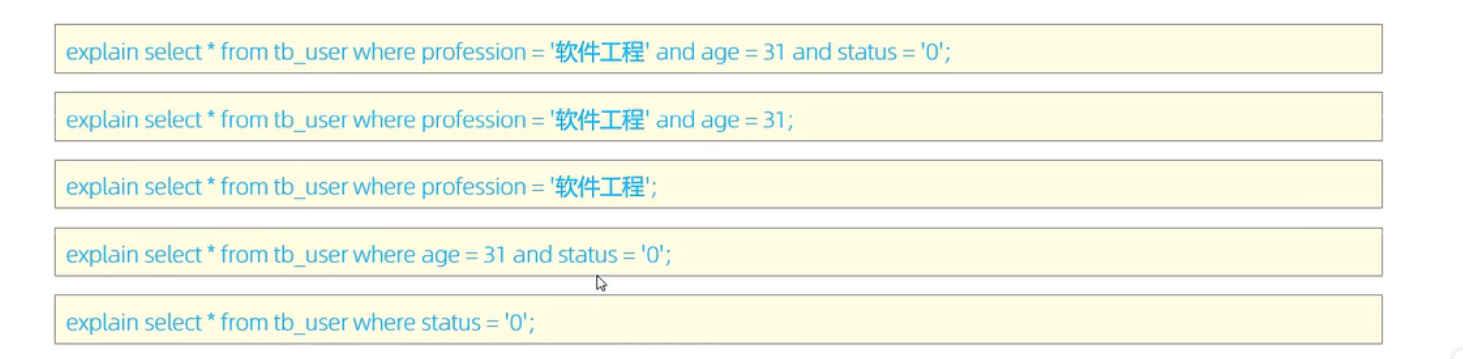 explain select * from tb_user where profession = '软件工程' and age = 31 and status = '0';
explain select * from tb_user where profession = '软件工程' and age = 31;
explain select * from tb_user where profession = '软件工程';
explain select * from tb_user where age = 31 and status = '0';
explain select * from tb_user where status = '0';